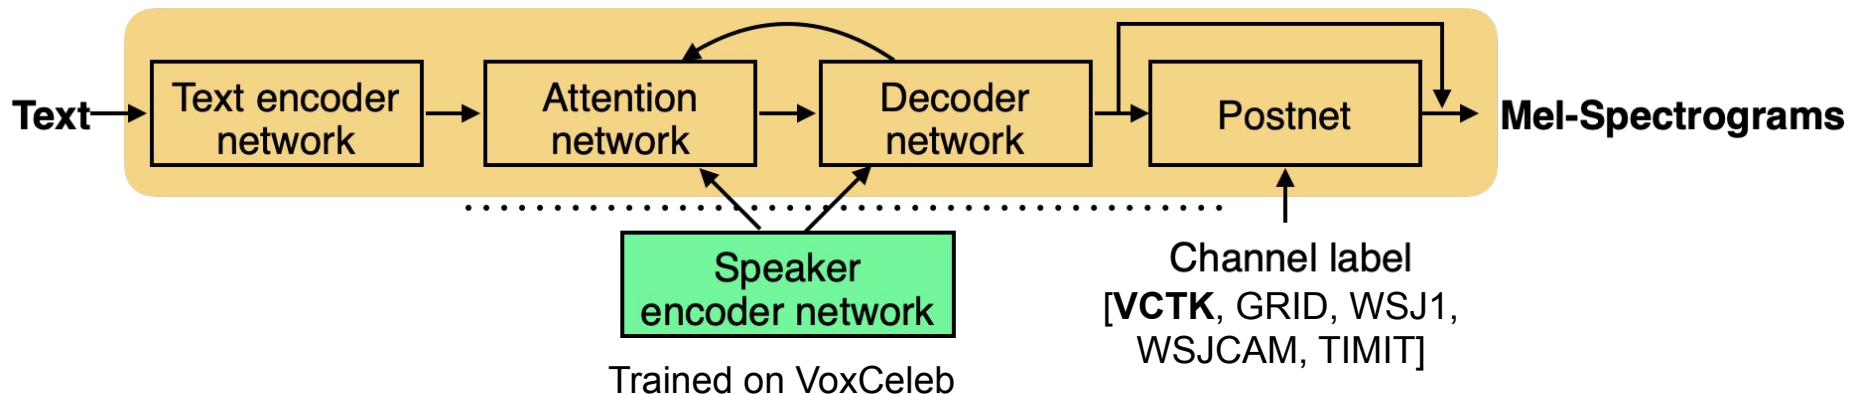 Text
Text encoder
network
Attention
network
Decoder
network
Postnet
Mel-Spectrograms
Speaker
encoder network
Trained on VoxCeleb
Channel label
[VCTK, GRID, WSJ1,
WSJCAM, TIMIT]